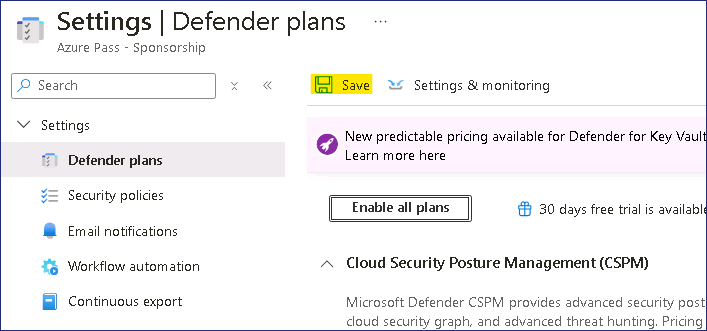 Settings | Defender plans ...
Azure Pass - Sponsorship
Search
Settings
Defender plans
Security policies
Email notifications
Workflow automation
Continuous export
Save
Settings & monitoring
New predictable pricing available for Defender for Key Vault
Learn more here
Enable all plans
30 days free trial is available
Cloud Security Posture Management (CSPM)
Microsoft Defender CSPM provides advanced security post
cloud security graph, and advanced threat hunting. Pricing